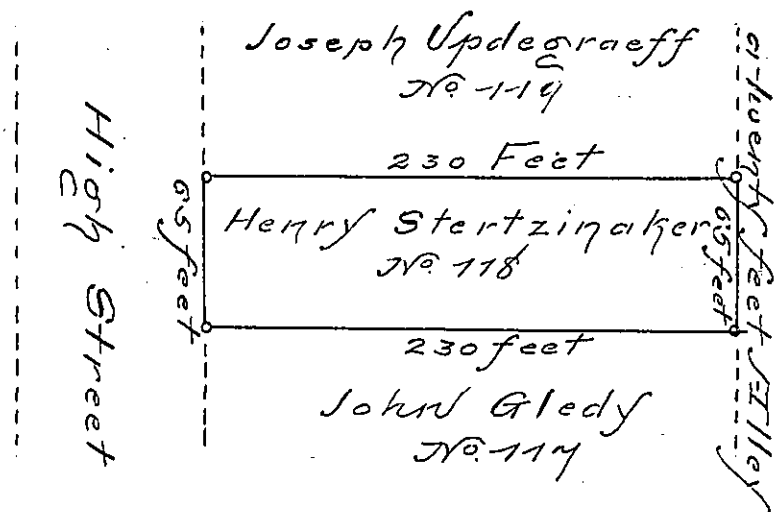 Joseph Updegraeff
No. 119
230 Feet
Henry Stertzinaker
No. 118
230 feet
John Gledy
No. 117
High Street
65 feet
65 feet
a twenty feet Alley